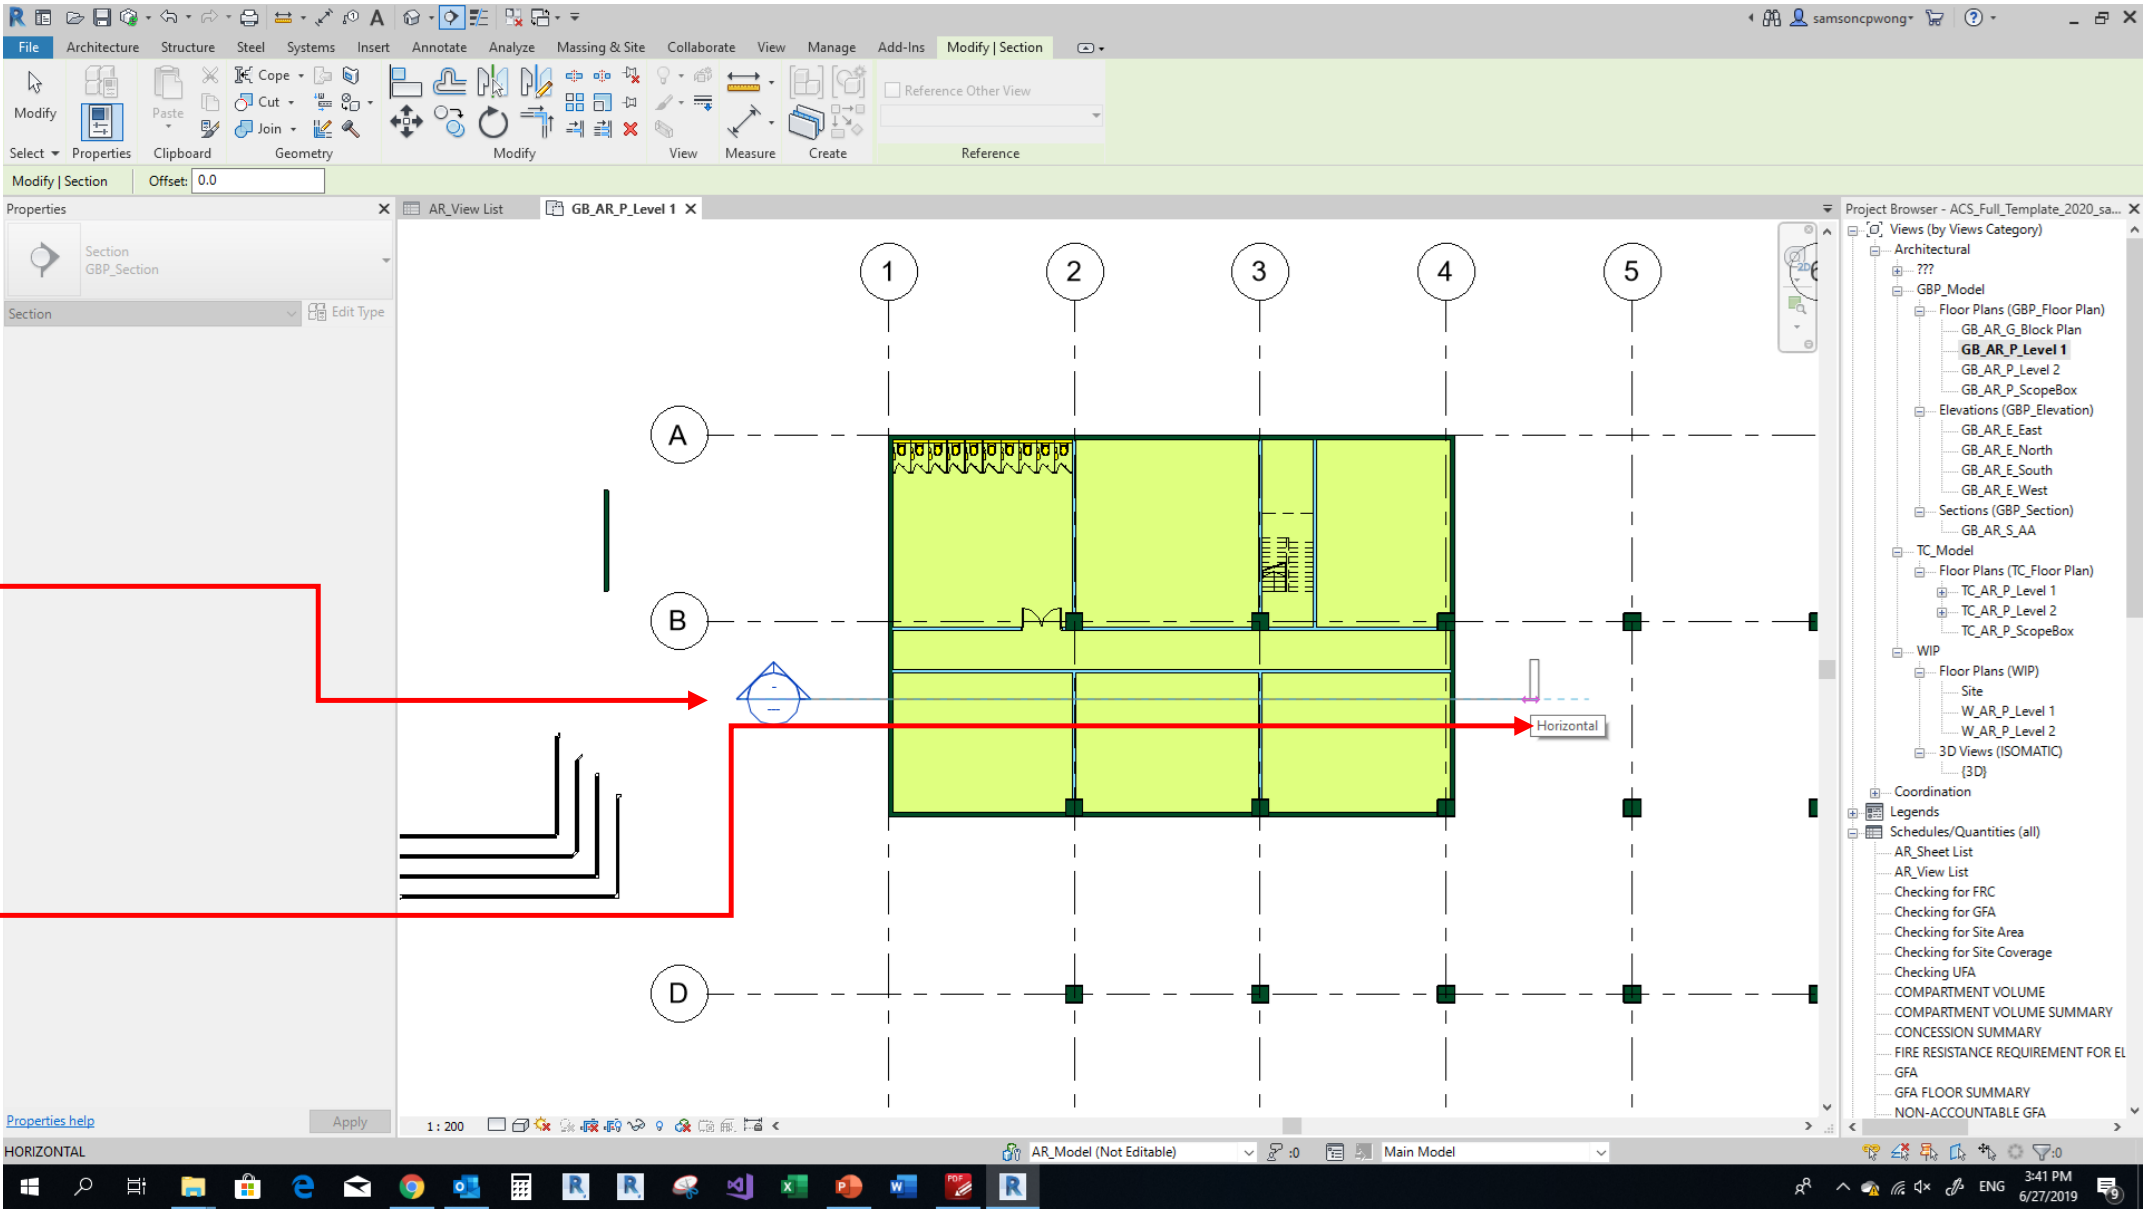 samsoncpwong
File Architecture Structure Steel Systems Insert Annotate Analyze Massing & Site Collaborate View Manage Add-Ins Modify | Section
Modify
Paste
Cope
Cut
Join
Reference Other View
Select Properties Clipboard Geometry Modify View Measure Create Reference
Modify | Section Offset: 0.0
Properties
AR_View List
GB_AR_P_Level 1
Project Browser - ACS_Full_Template_2020_sa...
Section
GBP_Section
Section
Edit Type
1
2
3
4
5
6
2D
A
B
D
Horizontal
Views (by Views Category)
Architectural
???
GBP_Model
Floor Plans (GBP_Floor Plan)
GB_AR_G_Block Plan
GB_AR_P_Level 1
GB_AR_P_Level 2
GB_AR_P_ScopeBox
Elevations (GBP_Elevation)
GB_AR_E_East
GB_AR_E_North
GB_AR_E_South
GB_AR_E_West
Sections (GBP_Section)
GB_AR_S_AA
TC_Model
Floor Plans (TC_Floor Plan)
TC_AR_P_Level 1
TC_AR_P_Level 2
TC_AR_P_ScopeBox
WIP
Floor Plans (WIP)
Site
W_AR_P_Level 1
W_AR_P_Level 2
3D Views (ISOMATIC)
{3D}
Coordination
Legends
Schedules/Quantities (all)
AR_Sheet List
AR_View List
Checking for FRC
Checking for GFA
Checking for Site Area
Checking for Site Coverage
Checking UFA
COMPARTMENT VOLUME
COMPARTMENT VOLUME SUMMARY
CONCESSION SUMMARY
FIRE RESISTANCE REQUIREMENT FOR EL
GFA
GFA FLOOR SUMMARY
NON-ACCOUNTABLE GFA
Properties help
Apply
1 : 200
HORIZONTAL
AR_Model (Not Editable)
:0
Main Model
:0
ENG
3:41 PM
6/27/2019
9